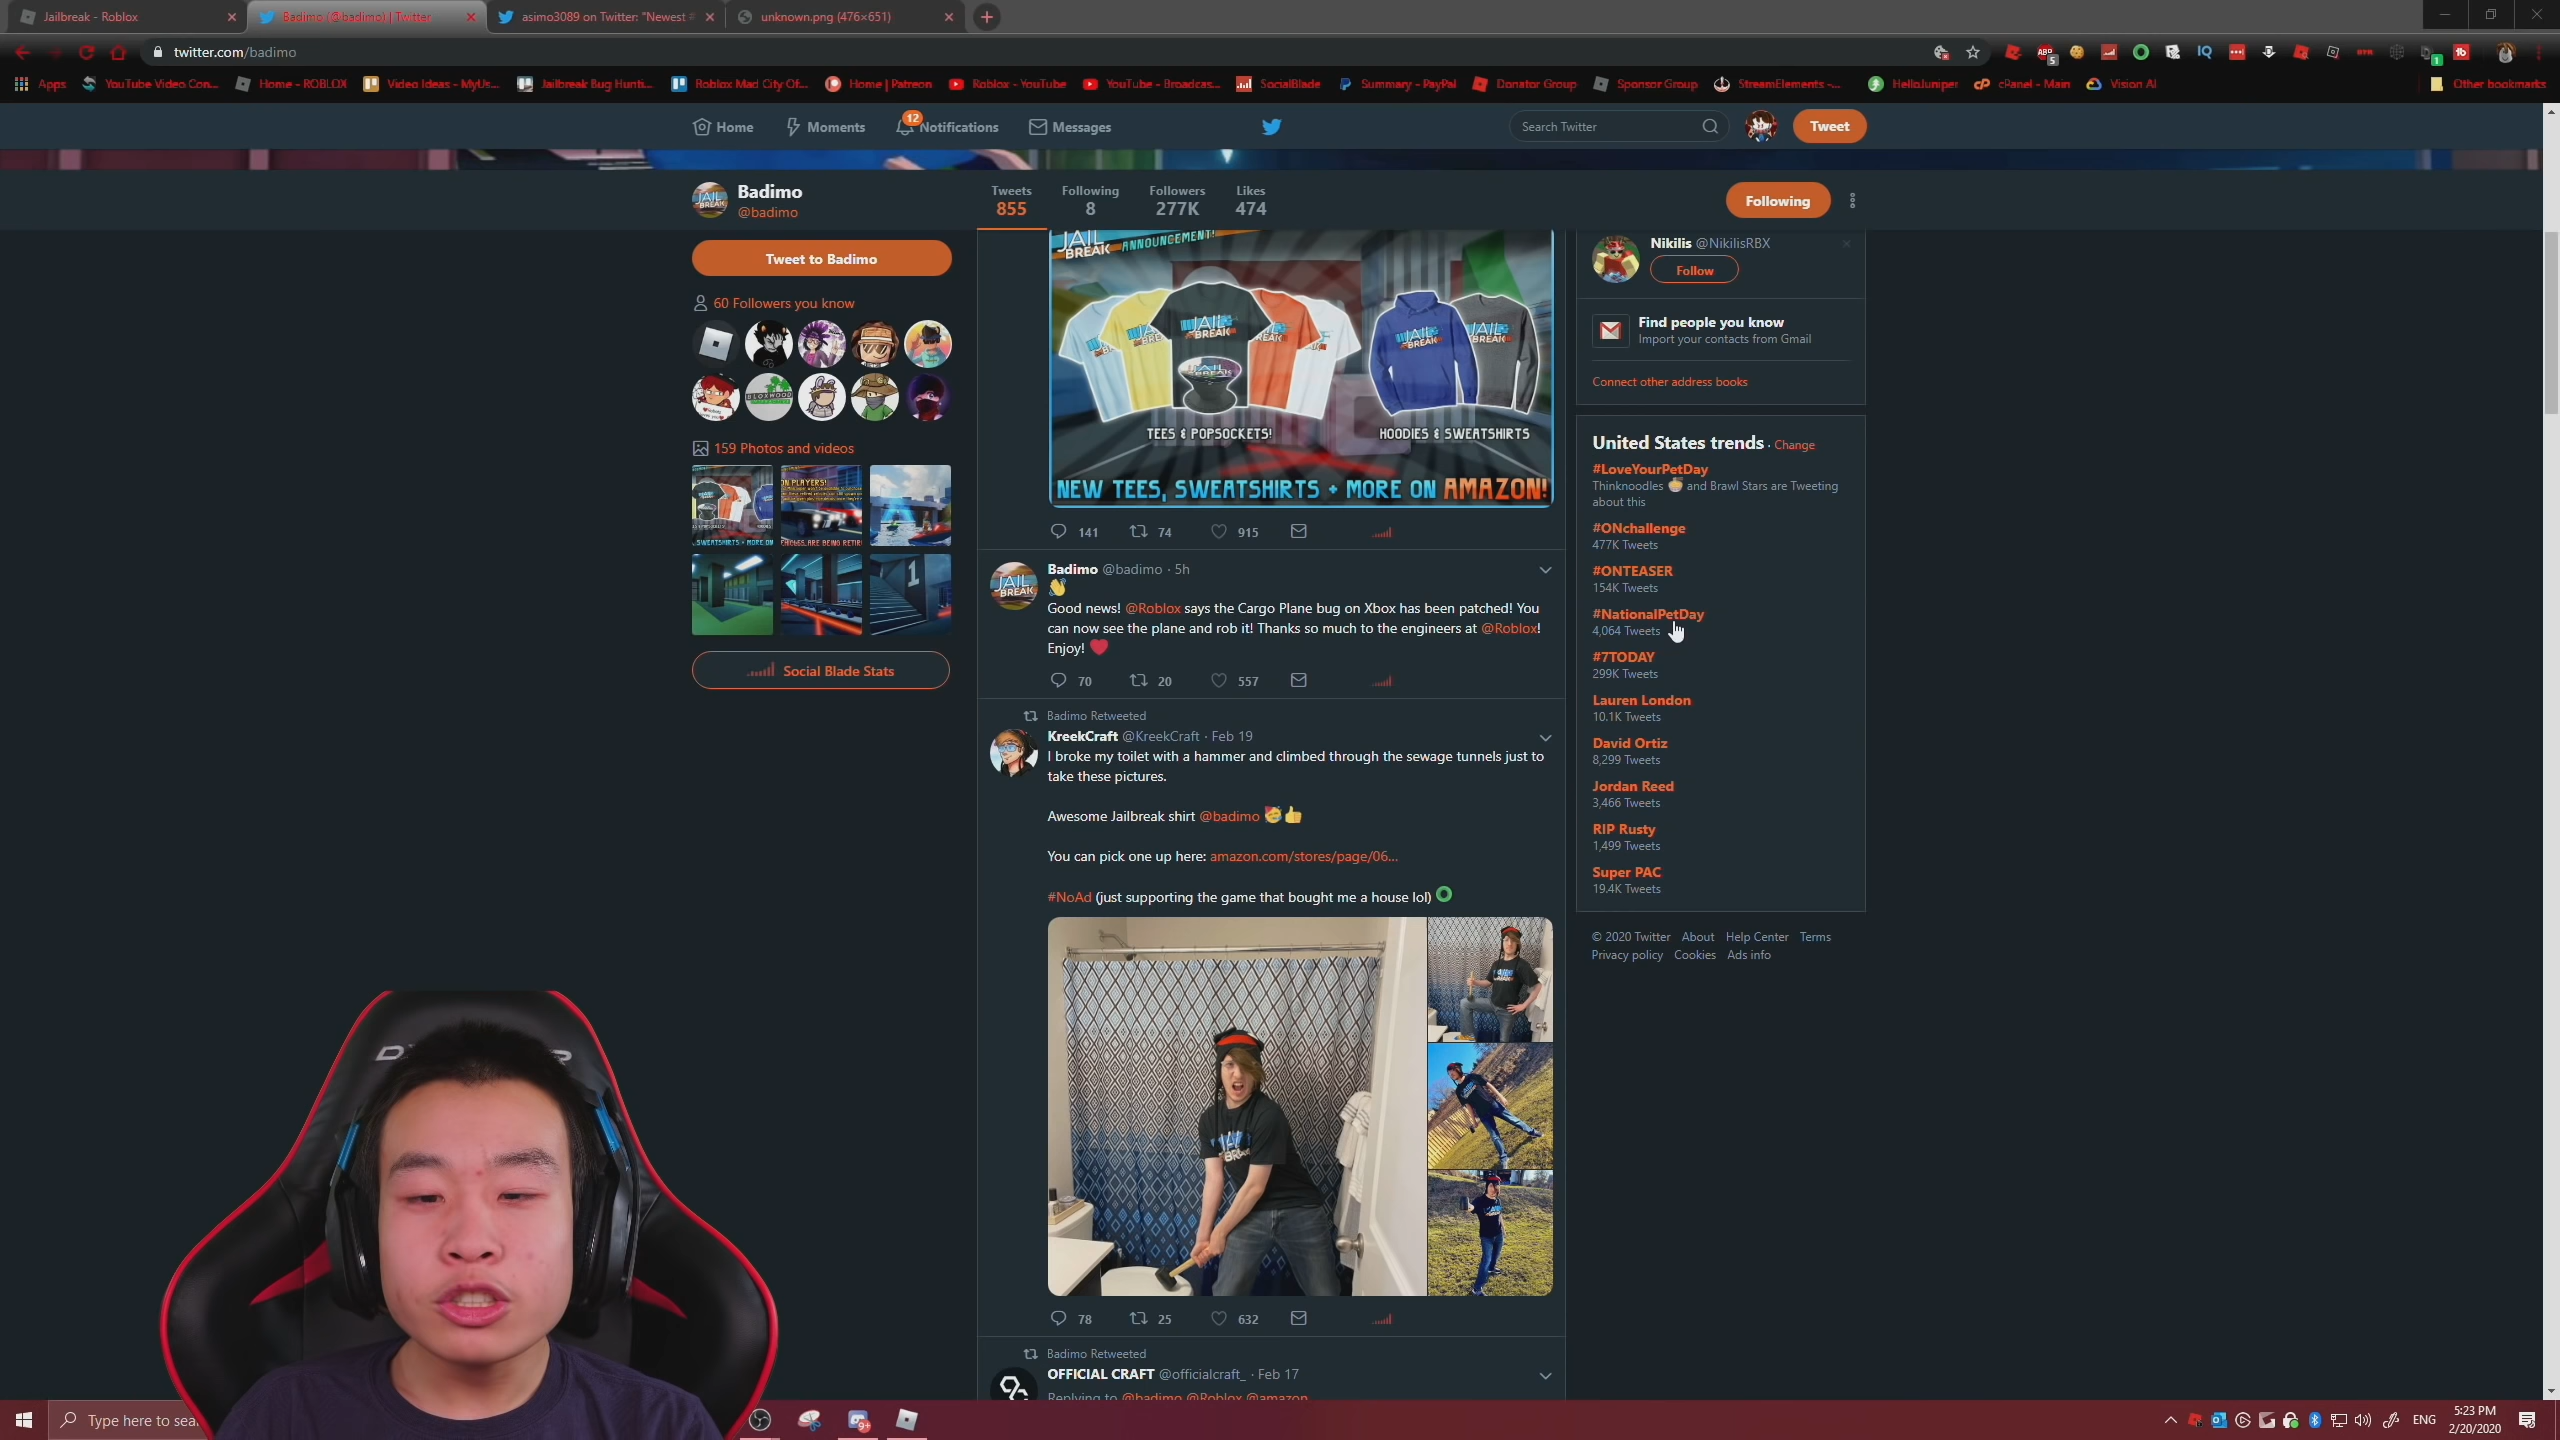 Jailbreak - Roblox
Badimo (@badimo) | Twitter
asimo3089 on Twitter: "Newest #
unknown.png (476×651)
twitter.com/badimo
Apps
YouTube Video Con...
Home - ROBLOX
Video Ideas - MyUs...
Jailbreak Bug Hunti...
Roblox Mad City Of...
Home | Patreon
Roblox - YouTube
YouTube - Broadcas...
SocialBlade
Summary - PayPal
Donator Group
Sponsor Group
StreamElements -...
HelloJuniper
cPanel - Main
Vision AI
Other bookmarks
Home
Moments
12
Notifications
Messages
Search Twitter
Tweet
Badimo
@badimo
Tweets
855
Following
8
Followers
277K
Likes
474
Following
Tweet to Badimo
60 Followers you know
159 Photos and videos
Social Blade Stats
JAIL
BREAK
ANNOUNCEMENT!
TEES & POPSOCKETS!
HOODIES & SWEATSHIRTS
NEW TEES, SWEATSHIRTS + MORE ON AMAZON!
141
74
915
Badimo @badimo · 5h
👋
Good news! @Roblox says the Cargo Plane bug on Xbox has been patched! You
can now see the plane and rob it! Thanks so much to the engineers at @Roblox!
Enjoy! ❤
70
20
557
Badimo Retweeted
KreekCraft @KreekCraft · Feb 19
I broke my toilet with a hammer and climbed through the sewage tunnels just to
take these pictures.
Awesome Jailbreak shirt @badimo 🥳👍
You can pick one up here: amazon.com/stores/page/06...
#NoAd (just supporting the game that bought me a house lol)
78
25
632
Badimo Retweeted
OFFICIAL CRAFT @officialcraft_ · Feb 17
Replying to @badimo @Roblox @amazon
Nikilis @NikilisRBX
Follow
Find people you know
Import your contacts from Gmail
Connect other address books
United States trends · Change
#LoveYourPetDay
Thinknoodles 🍜 and Brawl Stars are Tweeting
about this
#ONchallenge
477K Tweets
#ONTEASER
154K Tweets
#NationalPetDay
4,064 Tweets
#7TODAY
299K Tweets
Lauren London
10.1K Tweets
David Ortiz
8,299 Tweets
Jordan Reed
3,466 Tweets
RIP Rusty
1,499 Tweets
Super PAC
19.4K Tweets
© 2020 Twitter About Help Center Terms
Privacy policy Cookies Ads info
Type here to sea
ENG
5:23 PM
2/20/2020